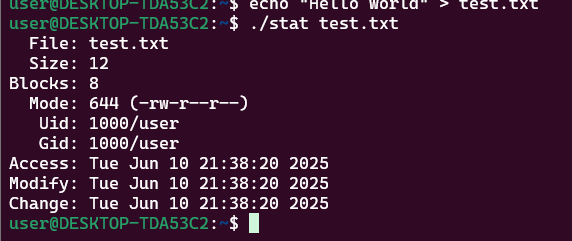 user@DESKTOP-TDA53C2:~$ echo "Hello World" > test.txt
user@DESKTOP-TDA53C2:~$ ./stat test.txt
  File: test.txt
  Size: 12
Blocks: 8
  Mode: 644 (-rw-r--r--)
   Uid: 1000/user
   Gid: 1000/user
Access: Tue Jun 10 21:38:20 2025
Modify: Tue Jun 10 21:38:20 2025
Change: Tue Jun 10 21:38:20 2025
user@DESKTOP-TDA53C2:~$